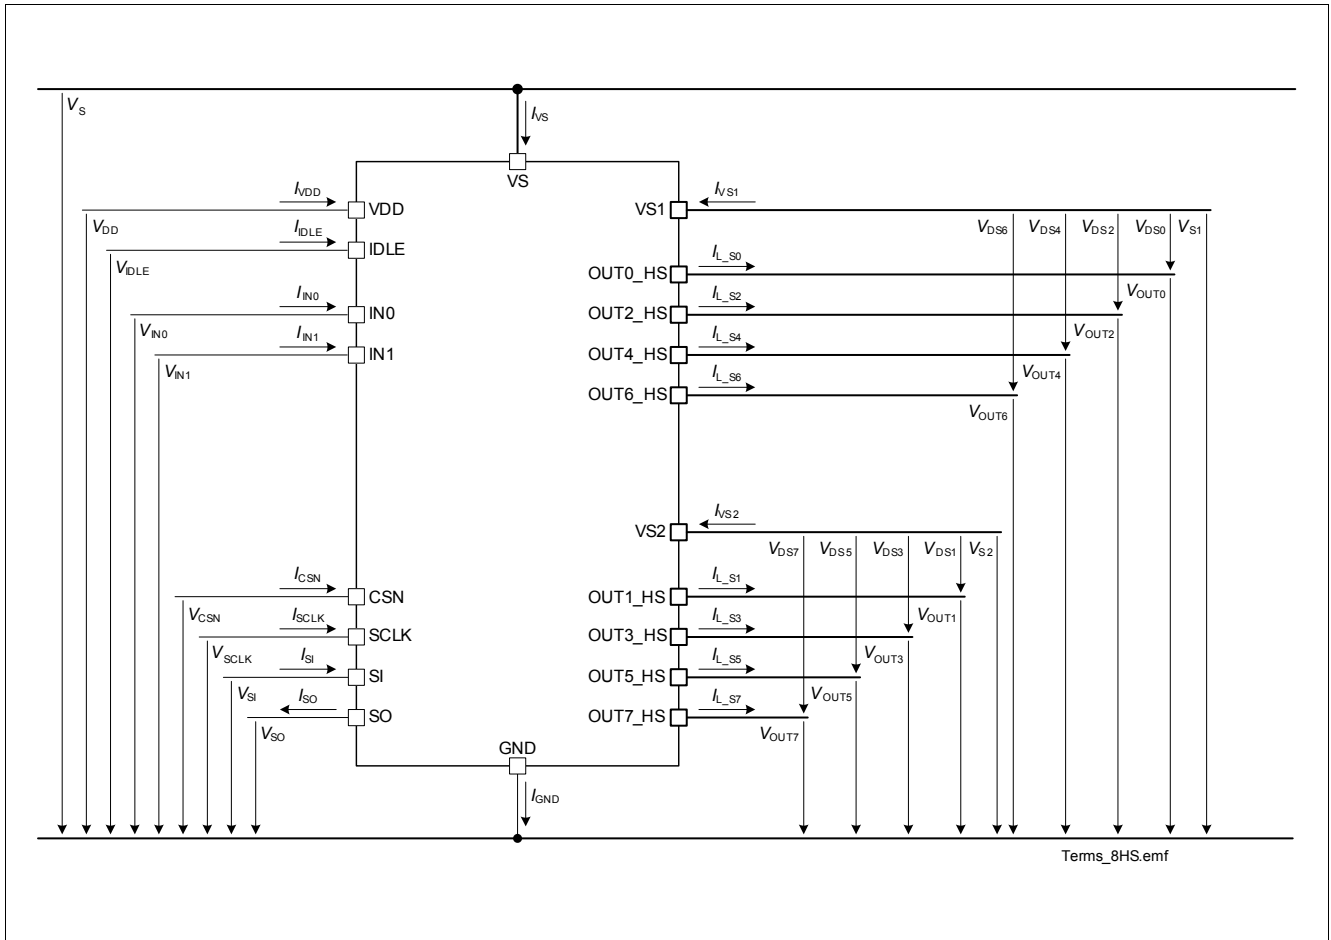 VS
IVS
VS
IVDD
VDD
VDD
IIDLE
IDLE
VIDLE
IIN0
IN0
VIN0
IIN1
IN1
VIN1
IVS1
VS1
VDS6 VDS4 VDS2 VDS0 VS1
IL_S0
OUT0_HS
VOUT0
IL_S2
OUT2_HS
VOUT2
IL_S4
OUT4_HS
VOUT4
IL_S6
OUT6_HS
VOUT6
IVS2
VS2
VDS7 VDS5 VDS3 VDS1 VS2
ICSN
CSN
VCSN
ISCLK
SCLK
VSCLK
ISI
SI
VSI
ISO
SO
VSO
IL_S1
OUT1_HS
VOUT1
IL_S3
OUT3_HS
VOUT3
IL_S5
OUT5_HS
VOUT5
IL_S7
OUT7_HS
VOUT7
GND
IGND
Terms_8HS.emf